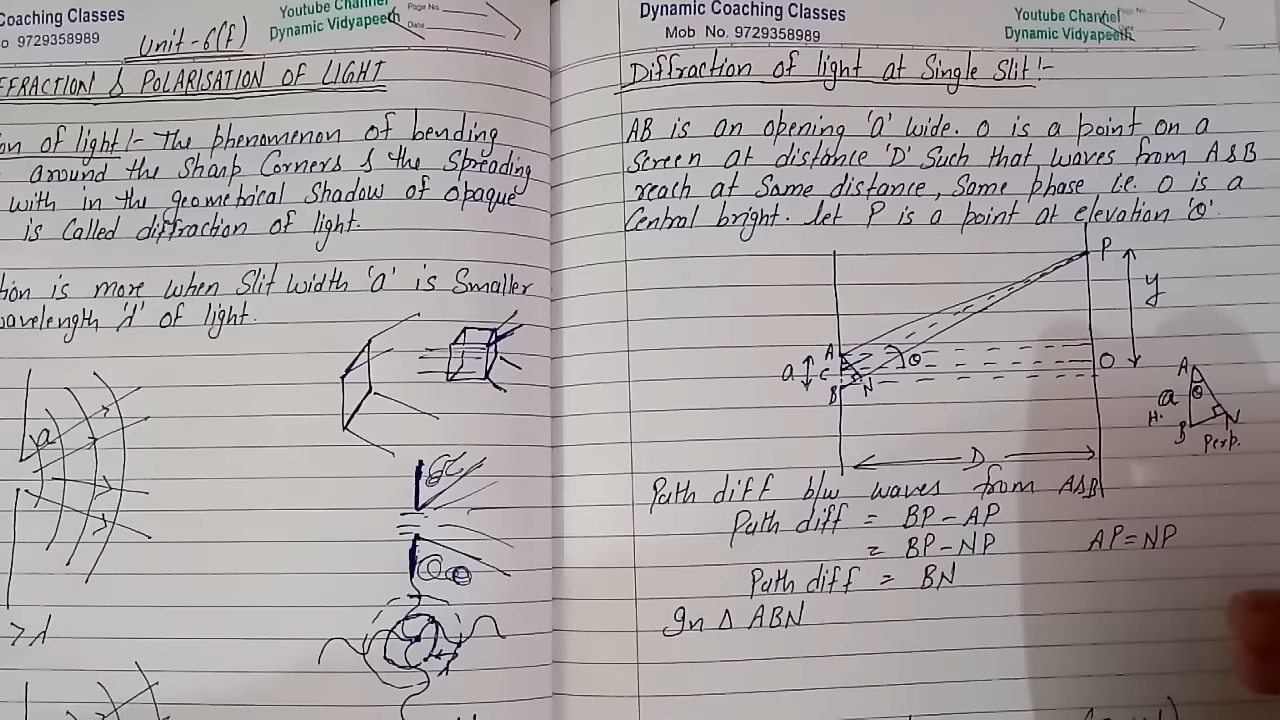 Coaching Classes
o 9729358989
Unit-6(f)
Youtube Channel
Dynamic Vidyapeeth
Page No.
Date
FFRACTION & POLARISATION OF LIGHT
on of light :- The phenomenon of bending
around the Sharp Corners & the Spreading
with in the geometrical Shadow of opaque
is Called diffraction of light.
tion is more when Slit width 'a' is Smaller
wavelength 'λ' of light.
a
> λ
Dynamic Coaching Classes
Mob No. 9729358989
Youtube Channel
Dynamic Vidyapeeth
Diffraction of light at Single Slit :-
AB is an opening 'a' wide. O is a point on a
Screen at distance 'D' Such that waves from A & B
reach at Same distance, Same phase i.e. O is a
Central bright. Let P is a point at elevation 'θ'.
P
y
A
a C θ O
B N
D
A
a θ
H.
B N
Perp.
Path diff b/w waves from A & B
Path diff = BP - AP
= BP - NP AP = NP
Path diff = BN
In Δ ABN